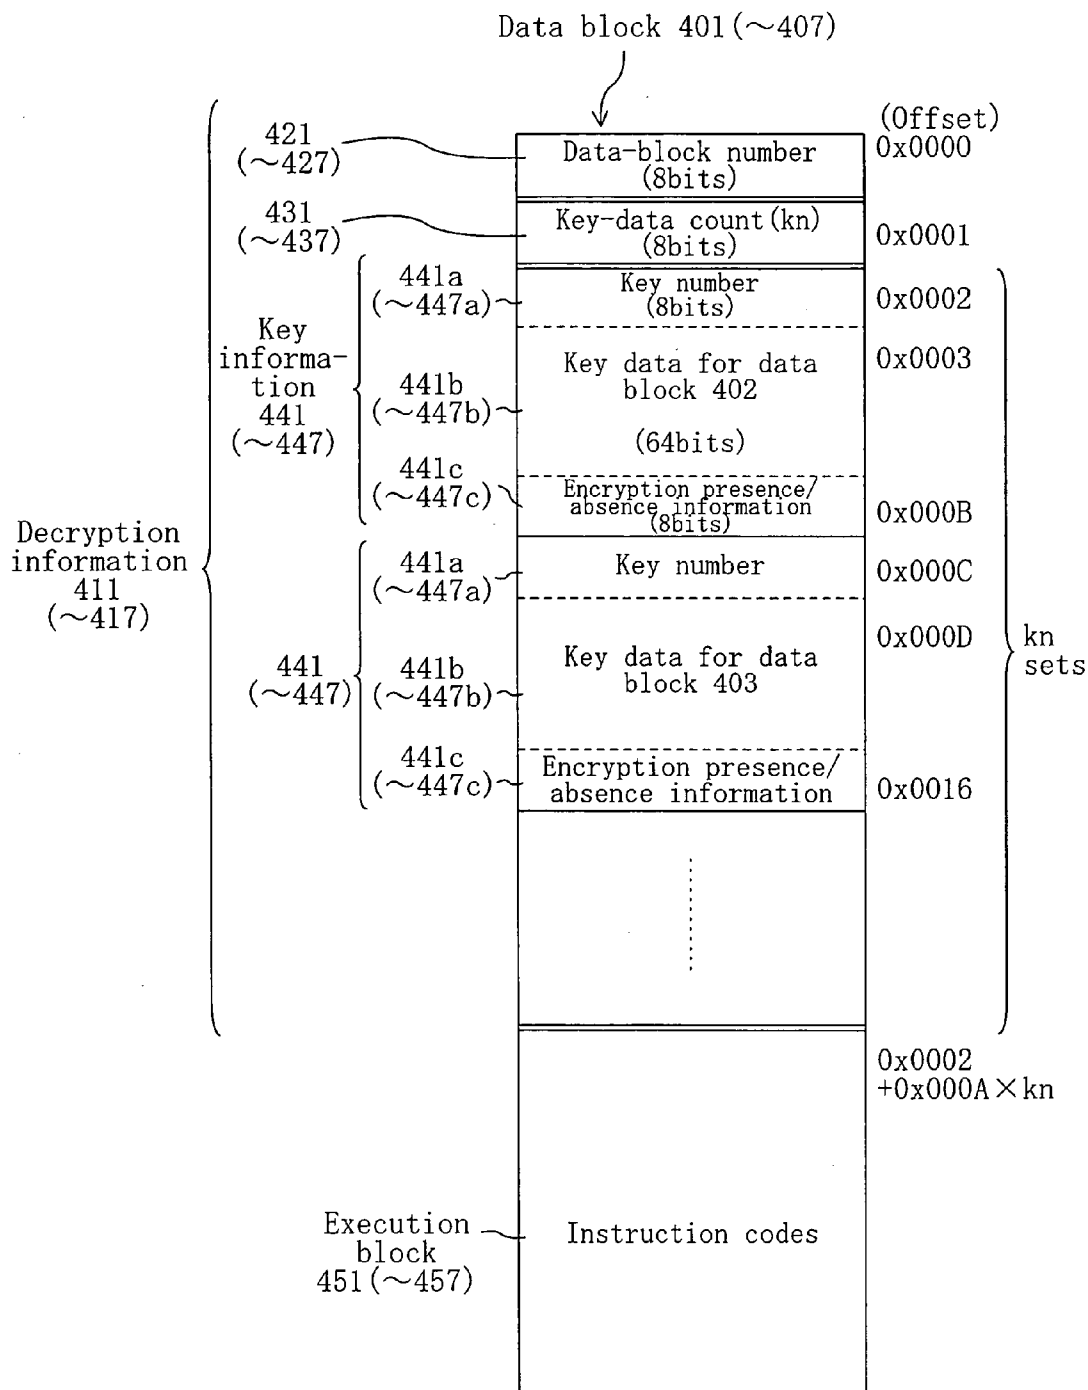 Data block 401(～407)
(Offset)
421
(～427)
Data-block number
(8bits)
0x0000
431
(～437)
Key-data count(kn)
(8bits)
0x0001
441a
(～447a)
Key number
(8bits)
0x0002
Key
informa-
tion
441
(～447)
441b
(～447b)
Key data for data
block 402
(64bits)
0x0003
441c
(～447c)
Encryption presence/
absence information
(8bits)
0x000B
Decryption
information
411
(～417)
441a
(～447a)
Key number
0x000C
441
(～447)
441b
(～447b)
Key data for data
block 403
0x000D
kn
sets
441c
(～447c)
Encryption presence/
absence information
0x0016
0x0002
+0x000A×kn
Execution
block
451(～457)
Instruction codes